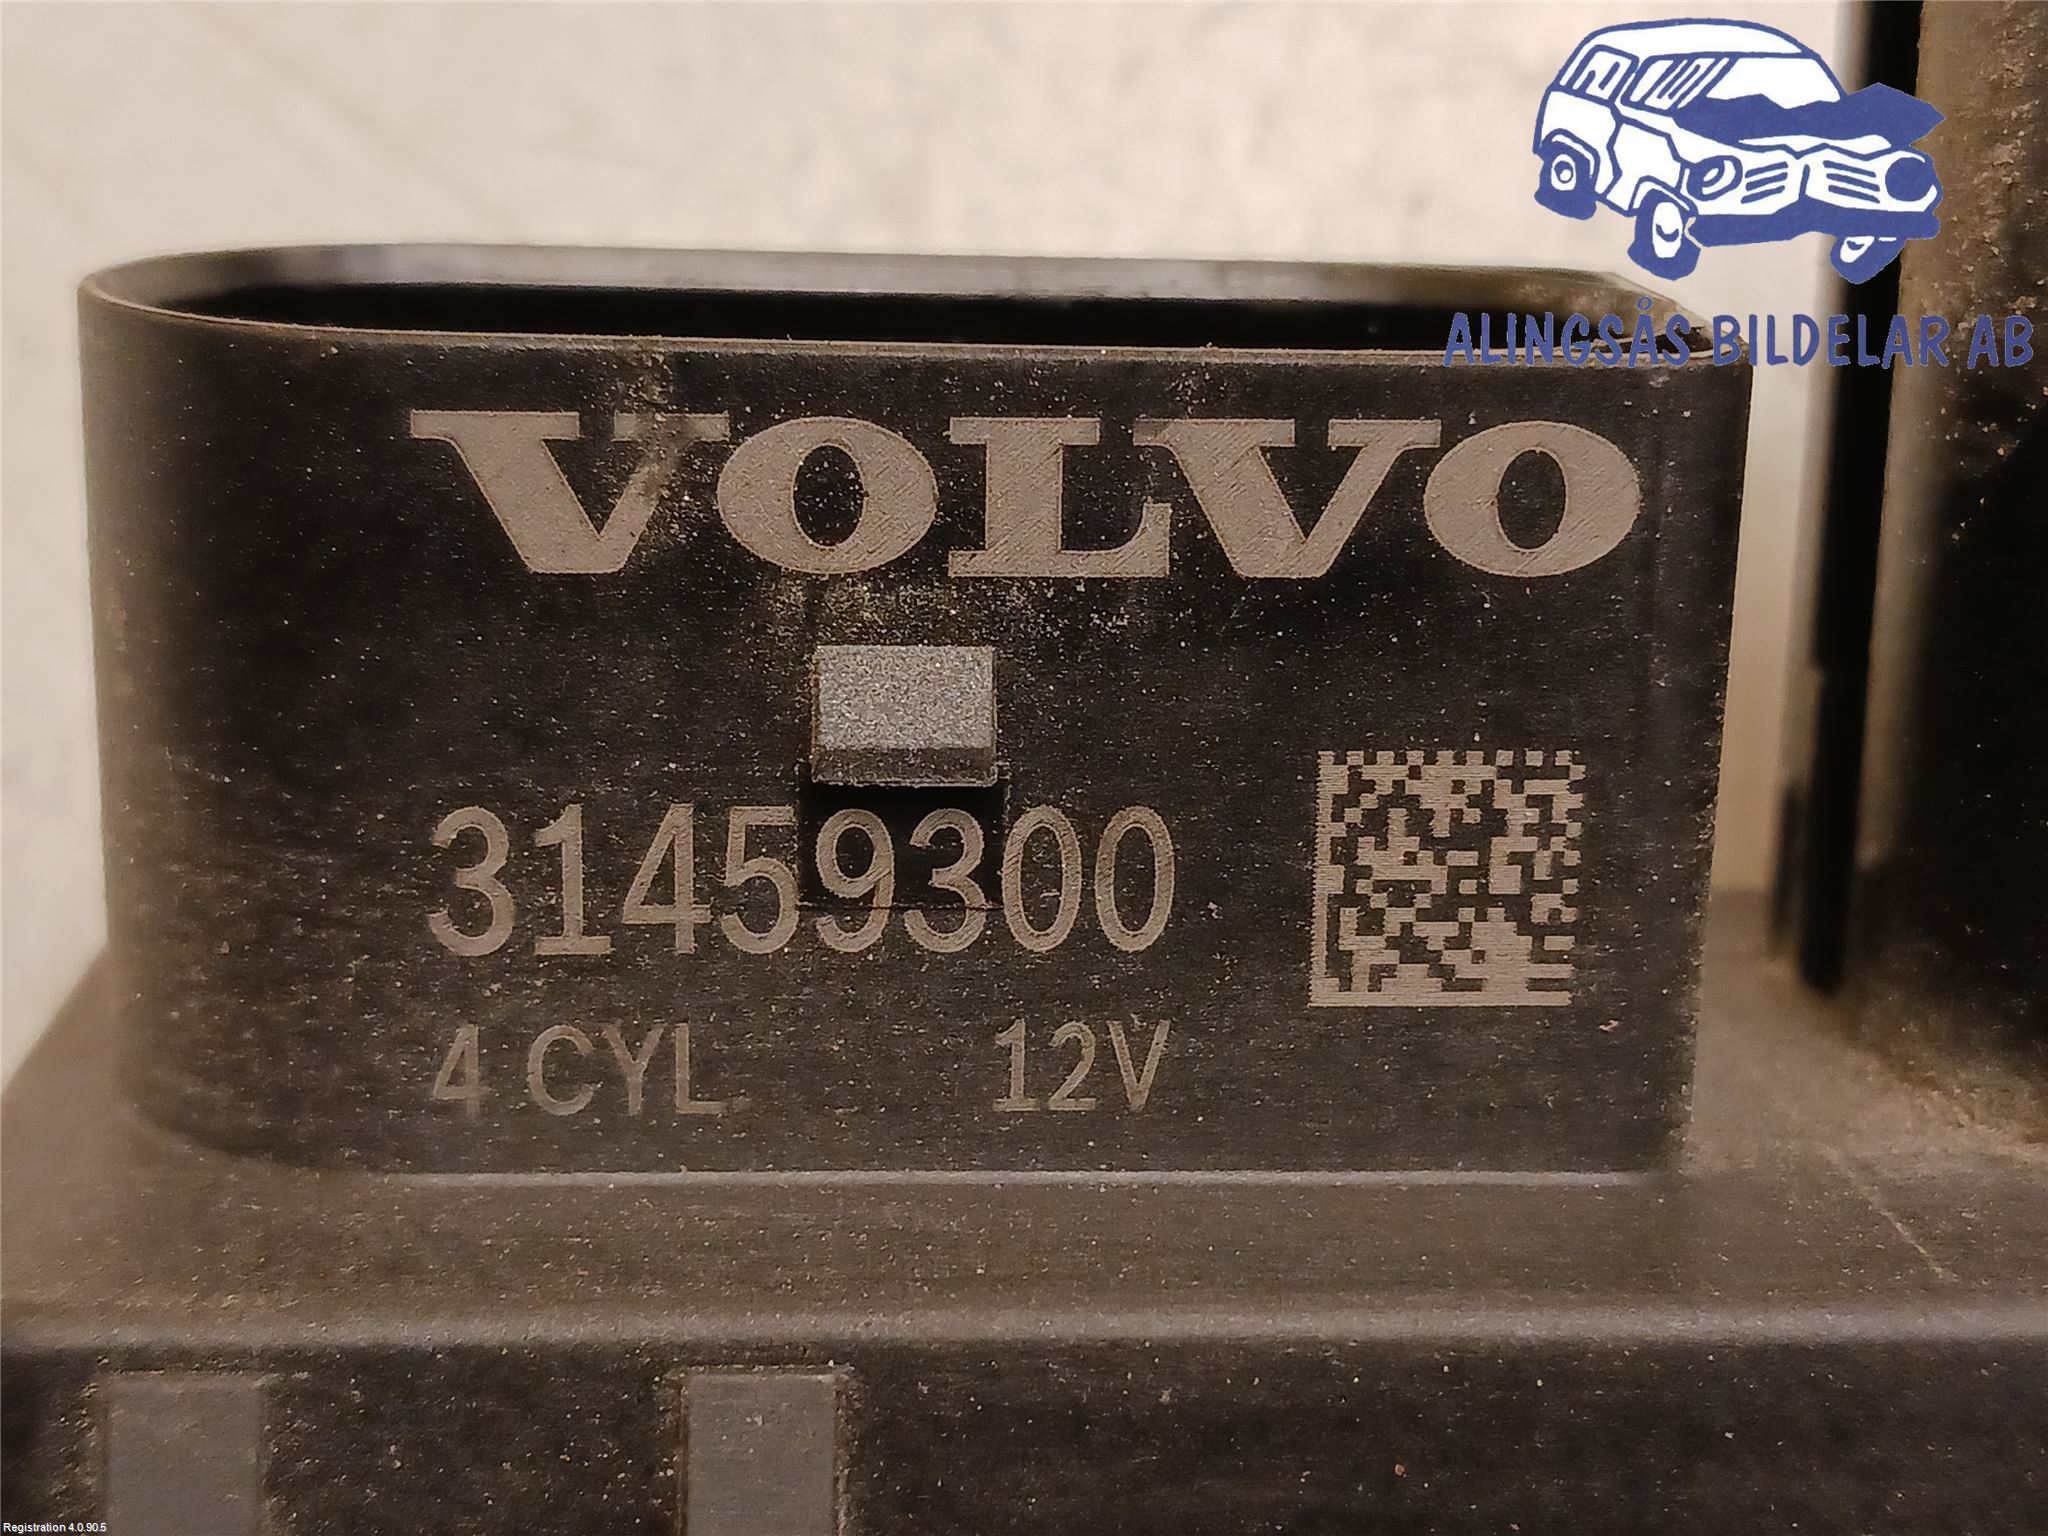 ALINGSÅS BILDELAR AB
VOLVO
31459300
4 CYL. 12V
Registration 4.0.90.5